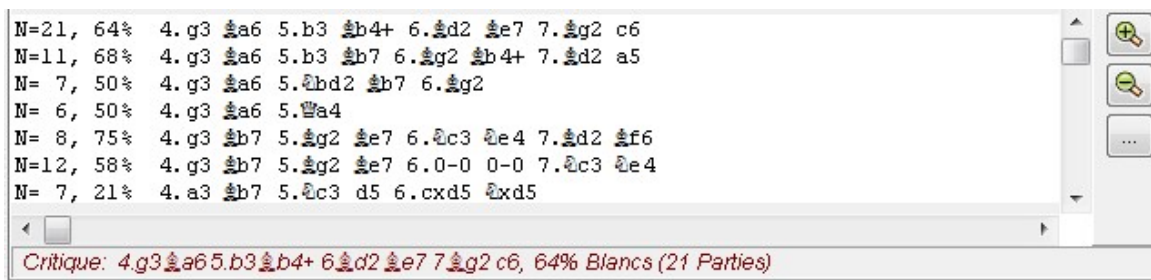 N=21, 64% 4.g3 ♗a6 5.b3 ♗b4+ 6.♗d2 ♗e7 7.♗g2 c6
N=11, 68% 4.g3 ♗a6 5.b3 ♗b7 6.♗g2 ♗b4+ 7.♗d2 a5
N= 7, 50% 4.g3 ♗a6 5.♘bd2 ♗b7 6.♗g2
N= 6, 50% 4.g3 ♗a6 5.♕a4
N= 8, 75% 4.g3 ♗b7 5.♗g2 ♗e7 6.♘c3 ♘e4 7.♗d2 ♗f6
N=12, 58% 4.g3 ♗b7 5.♗g2 ♗e7 6.0-0 0-0 7.♘c3 ♘e4
N= 7, 21% 4.a3 ♗b7 5.♘c3 d5 6.cxd5 ♘xd5
...
Critique: 4.g3♗a6 5.b3♗b4+ 6♗d2♗e7 7♗g2 c6, 64% Blancs (21 Parties)